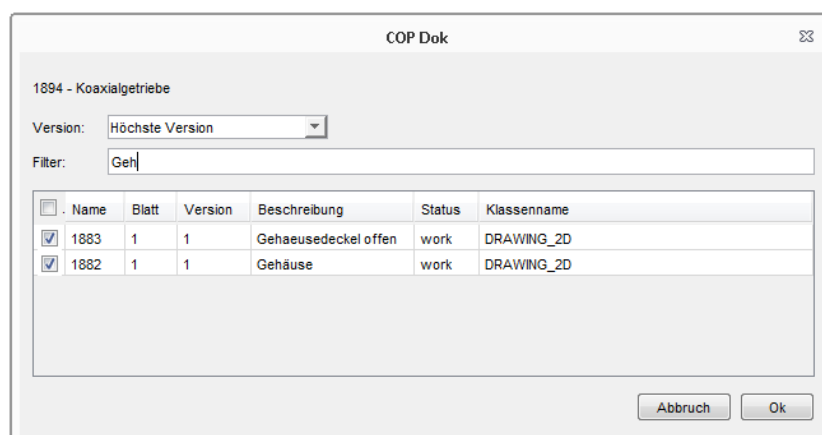 COP Dok
1894 - Koaxialgetriebe
Version: Höchste Version
Filter: Geh
. Name Blatt Version Beschreibung Status Klassenname
1883 1 1 Gehaeusedeckel offen work DRAWING_2D
1882 1 1 Gehäuse work DRAWING_2D
Abbruch Ok